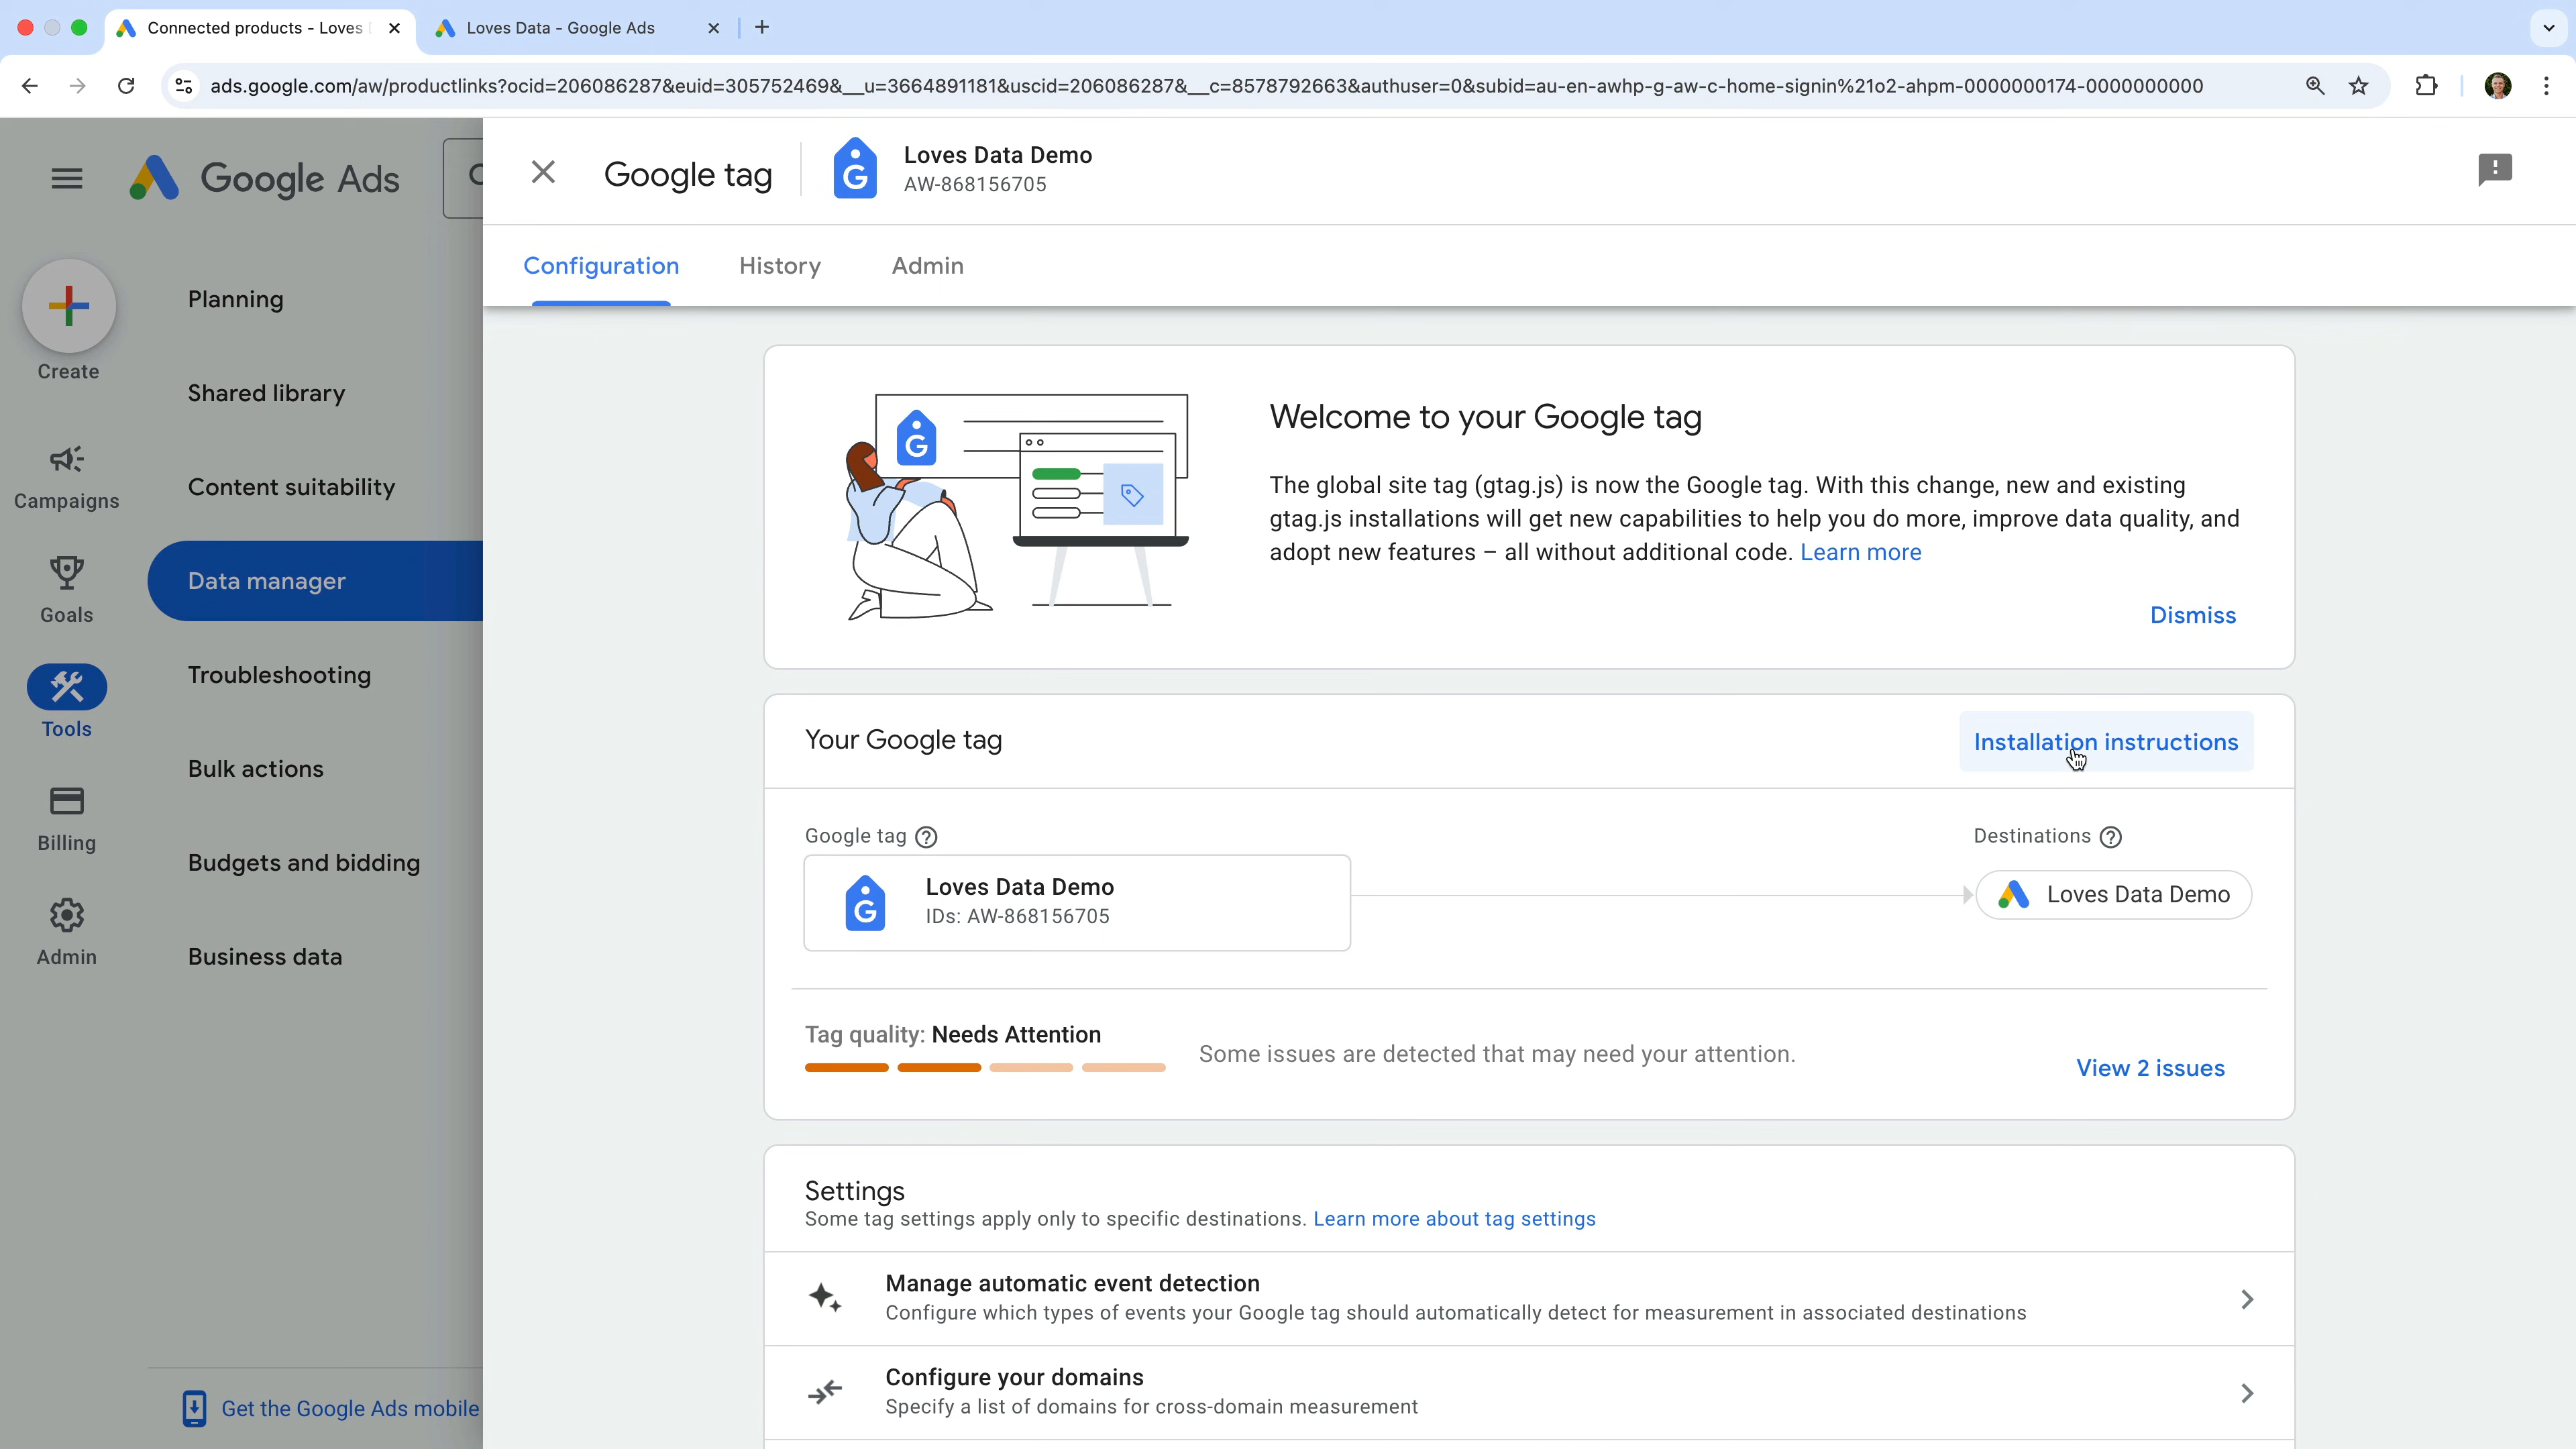 Connected products - Loves
Loves Data - Google Ads
ads.google.com/aw/productlinks?ocid=206086287&euid=305752469&__u=3664891181&uscid=206086287&__c=8578792663&authuser=0&subid=au-en-awhp-g-aw-c-home-signin%21o2-ahpm-0000000174-0000000000
Google Ads
Create
Campaigns
Goals
Tools
Billing
Admin
Planning
Shared library
Content suitability
Data manager
Troubleshooting
Bulk actions
Budgets and bidding
Business data
Get the Google Ads mobile
Google tag
Loves Data Demo
AW-868156705
Configuration
History
Admin
G
Welcome to your Google tag
The global site tag (gtag.js) is now the Google tag. With this change, new and existing
gtag.js installations will get new capabilities to help you do more, improve data quality, and
adopt new features – all without additional code. Learn more
Dismiss
Your Google tag
Installation instructions
Google tag
Destinations
G
Loves Data Demo
IDs: AW-868156705
Loves Data Demo
Tag quality: Needs Attention
Some issues are detected that may need your attention.
View 2 issues
Settings
Some tag settings apply only to specific destinations. Learn more about tag settings
Manage automatic event detection
Configure which types of events your Google tag should automatically detect for measurement in associated destinations
Configure your domains
Specify a list of domains for cross-domain measurement